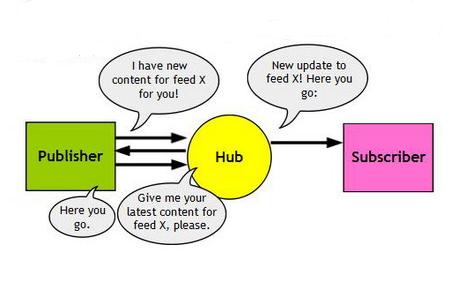 I have new
content for feed X
for you!
New update to
feed X! Here you
go:
Publisher
Hub
Subscriber
Here you
go.
Give me your
latest content for
feed X, please.